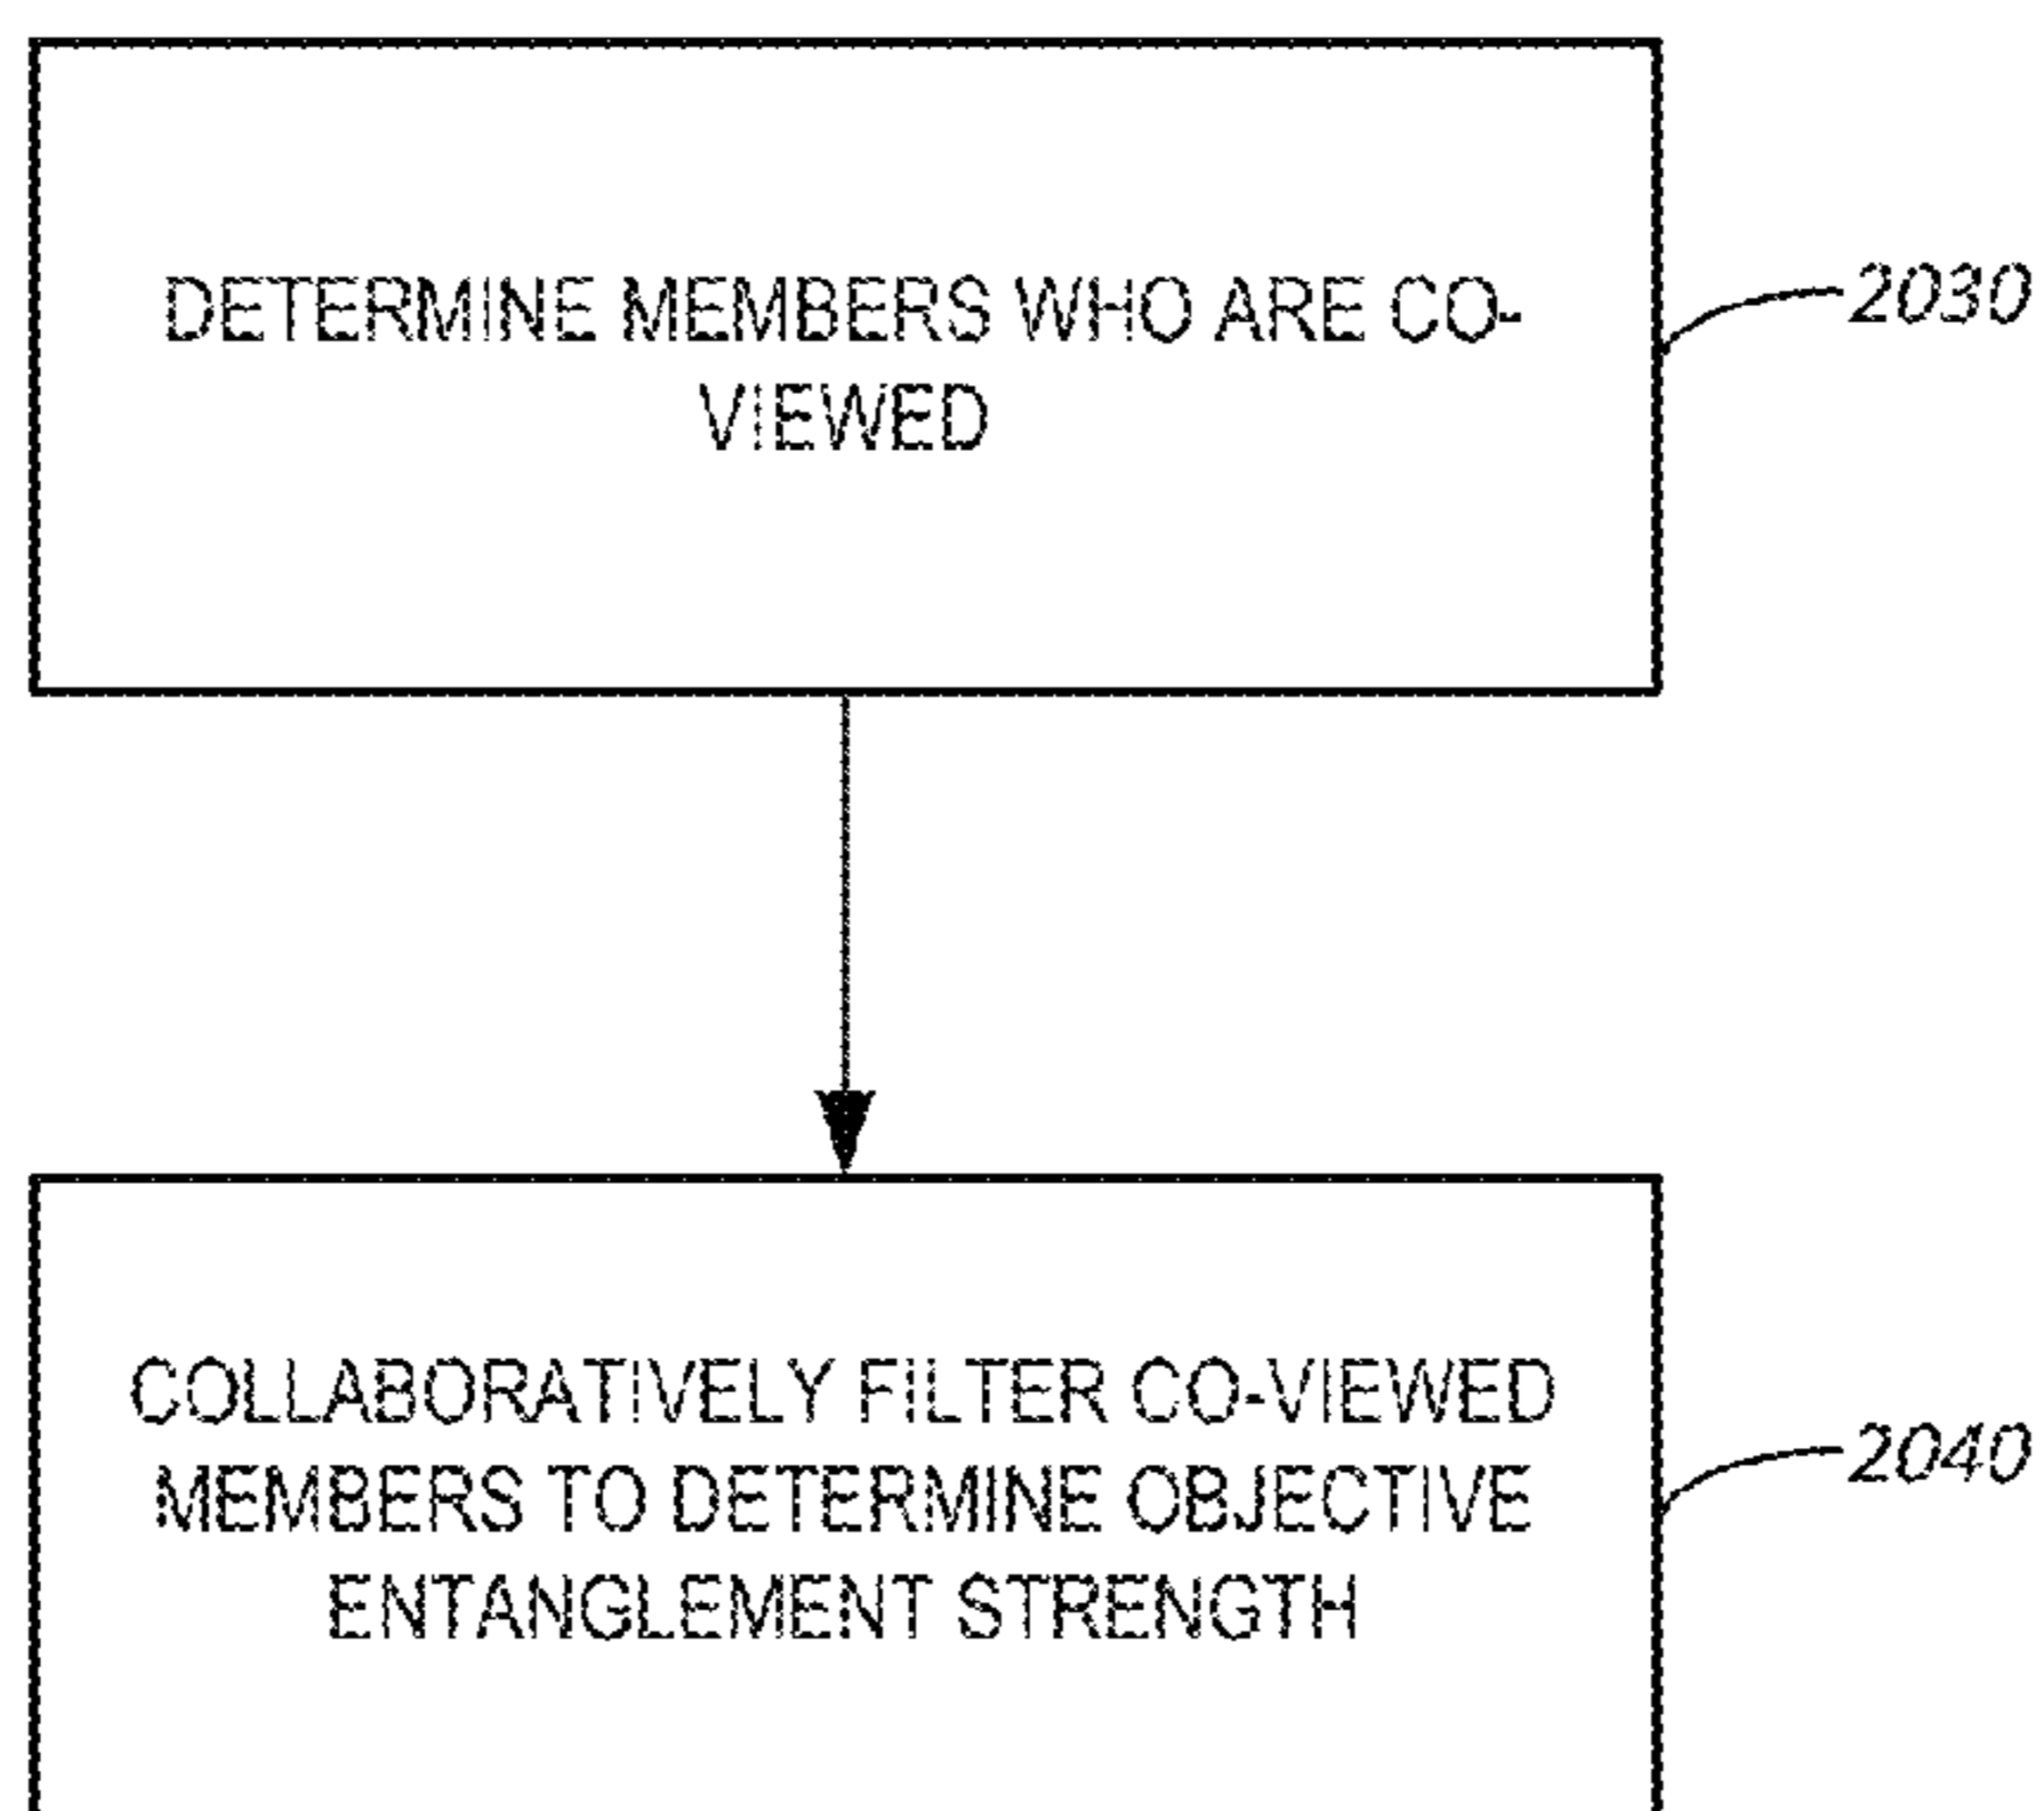 DETERMINE MEMBERS WHO ARE CO-
VIEWED
2030
COLLABORATIVELY FILTER CO-VIEWED
MEMBERS TO DETERMINE OBJECTIVE
ENTANGLEMENT STRENGTH
2040